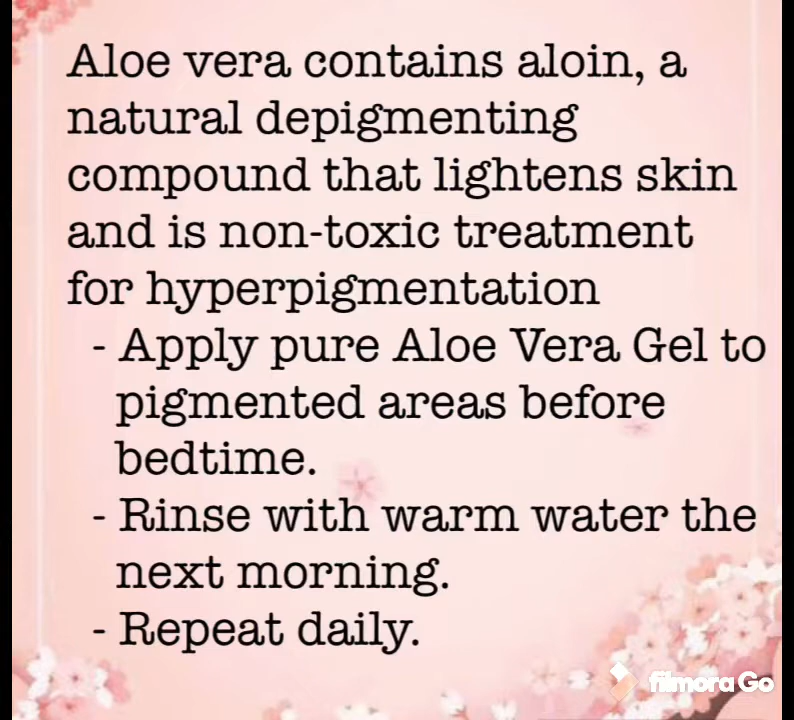 Aloe vera contains aloin, a
natural depigmenting
compound that lightens skin
and is non-toxic treatment
for hyperpigmentation
- Apply pure Aloe Vera Gel to
pigmented areas before
bedtime.
- Rinse with warm water the
next morning.
- Repeat daily.
filmora Go